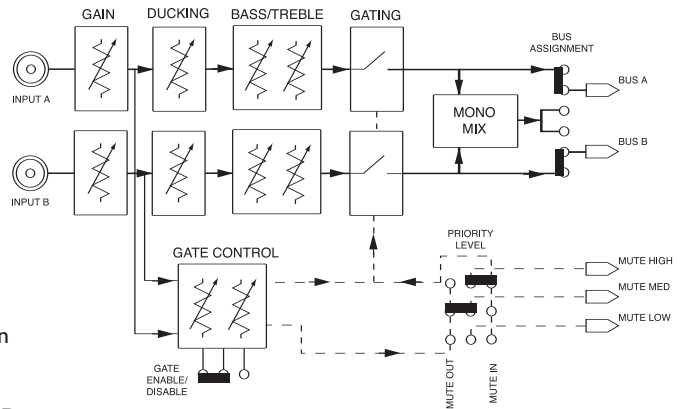 GAIN
DUCKING
BASS/TREBLE
GATING
BUS
ASSIGNMENT
INPUT A
BUS A
MONO
MIX
BUS B
INPUT B
GATE CONTROL
PRIORITY
LEVEL
MUTE HIGH
MUTE MED
MUTE LOW
n
GATE
ENABLE/
DISABLE
MUTE OUT
MUTE IN